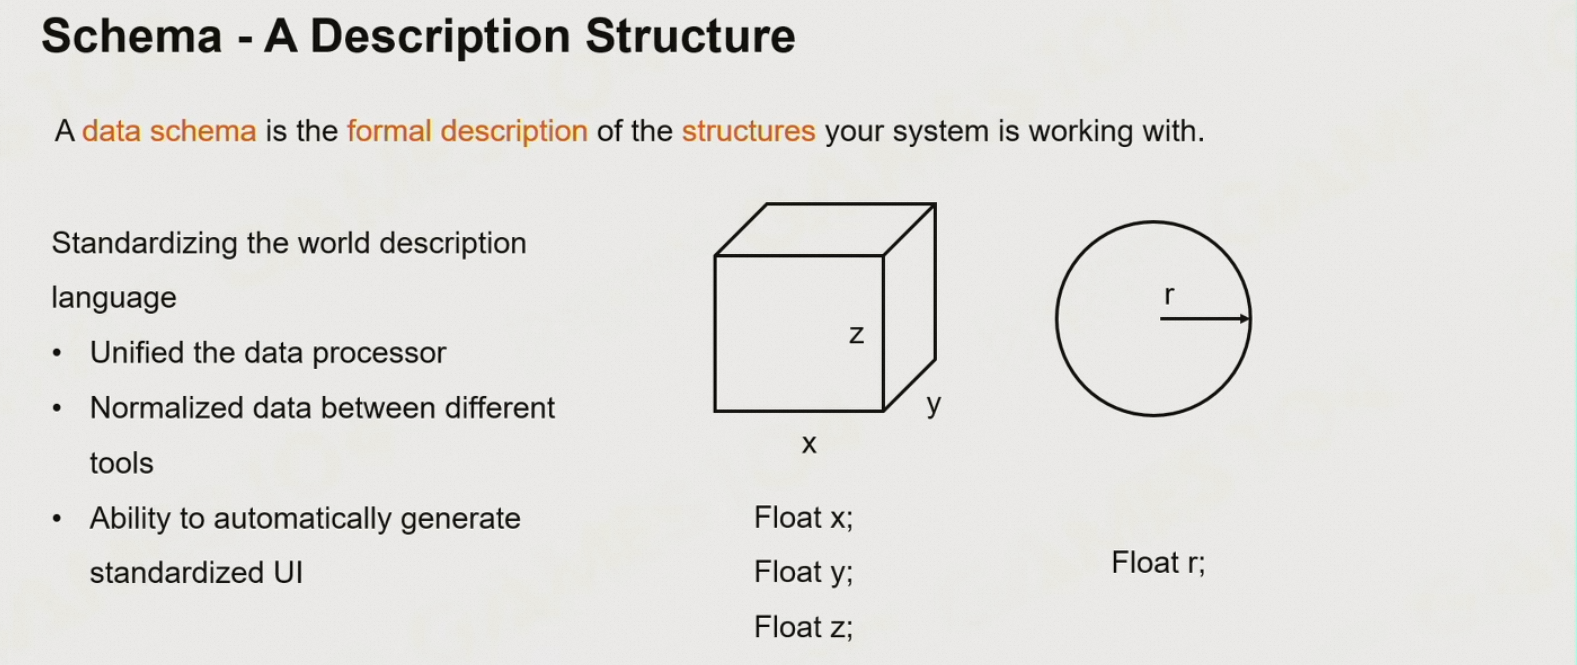 Schema - A Description Structure
A data schema is the formal description of the structures your system is working with.
Standardizing the world description
language
• Unified the data processor
• Normalized data between different
tools
• Ability to automatically generate
standardized UI
z
y
x
Float x;
Float y;
Float z;
r
Float r;